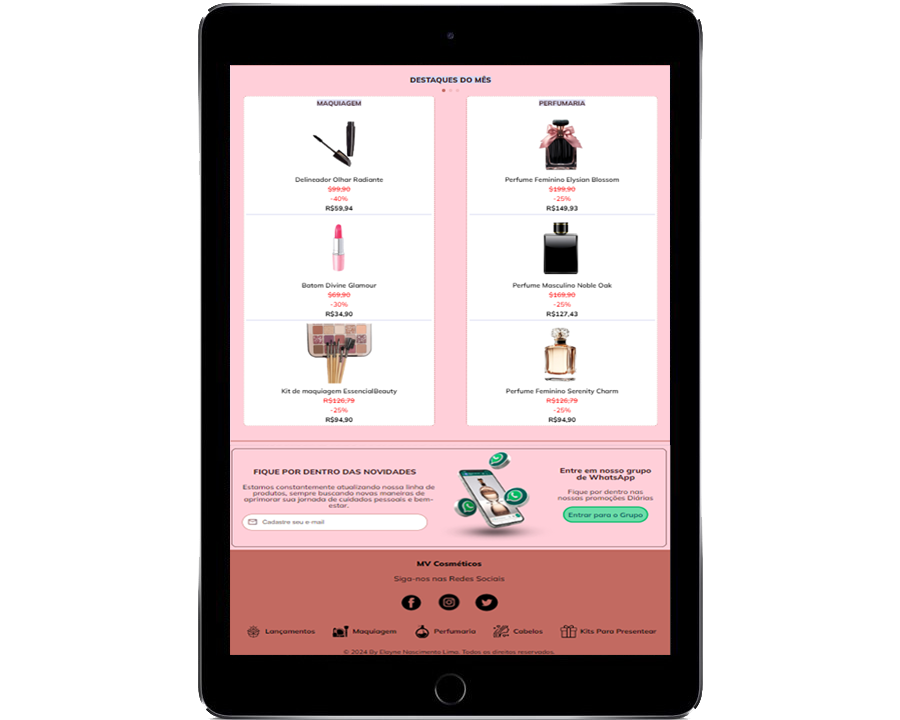 DESTAQUES DO MÊS
MAQUIAGEM
Delineador Olhar Radiante
$99,90
-40%
R$59,94
Batom Divine Glamour
$69,90
-30%
R$34,90
Kit de maquiagem EssencialBeauty
R$126,79
-25%
R$94,90
PERFUMARIA
Perfume Feminino Elysian Blossom
$199,90
-25%
R$149,93
Perfume Masculino Noble Oak
$169,90
-25%
R$127,43
Perfume Feminino Serenity Charm
R$126,79
-25%
R$94,90
FIQUE POR DENTRO DAS NOVIDADES
Estamos constantemente atualizando nossa linha de
produtos, sempre buscando novas maneiras de
aprimorar sua jornada de cuidados pessoais e bem-
estar.
Cadastre seu e-mail
Entre em nosso grupo
de WhatsApp
Fique por dentro nas
nossas promoções Diários
Entrar para o Grupo
MV Cosméticos
Siga-nos nas Redes Sociais
Lançamentos
Maquiagem
Perfumaria
Cabelos
Kits Para Presentear
© 2024 By Elayne Nascimento Lima. Todos os direitos reservados.